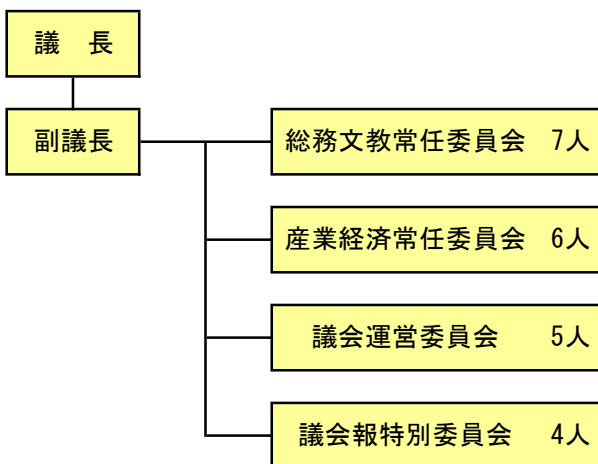 議　長
副議長
総務文教常任委員会　7人
産業経済常任委員会　6人
議会運営委員会　5人
議会報特別委員会　4人